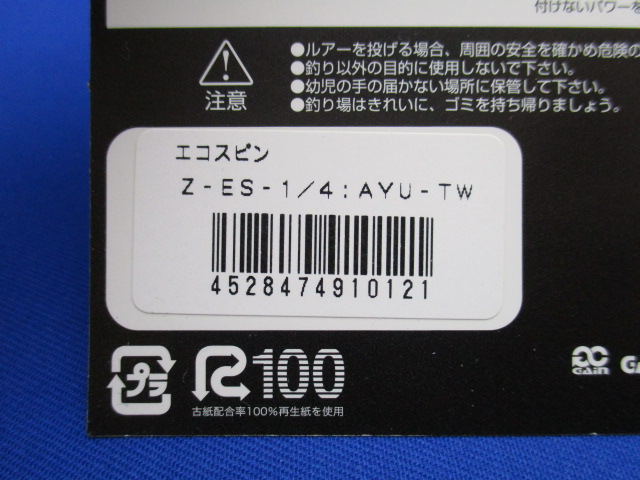 付けないパワーを
注意
●ルアーを投げる場合、周囲の安全を確かめ危険の
●釣り以外の目的に使用しないで下さい。
●幼児の手の届かない場所に保管して下さい。
●釣り場はきれいに、ゴミを持ち帰りましょう。
エコスピン
Z-ES-1/4:AYU-TW
4528474910121
プラ
R100
古紙配合率100%再生紙を使用
GAiN
GA